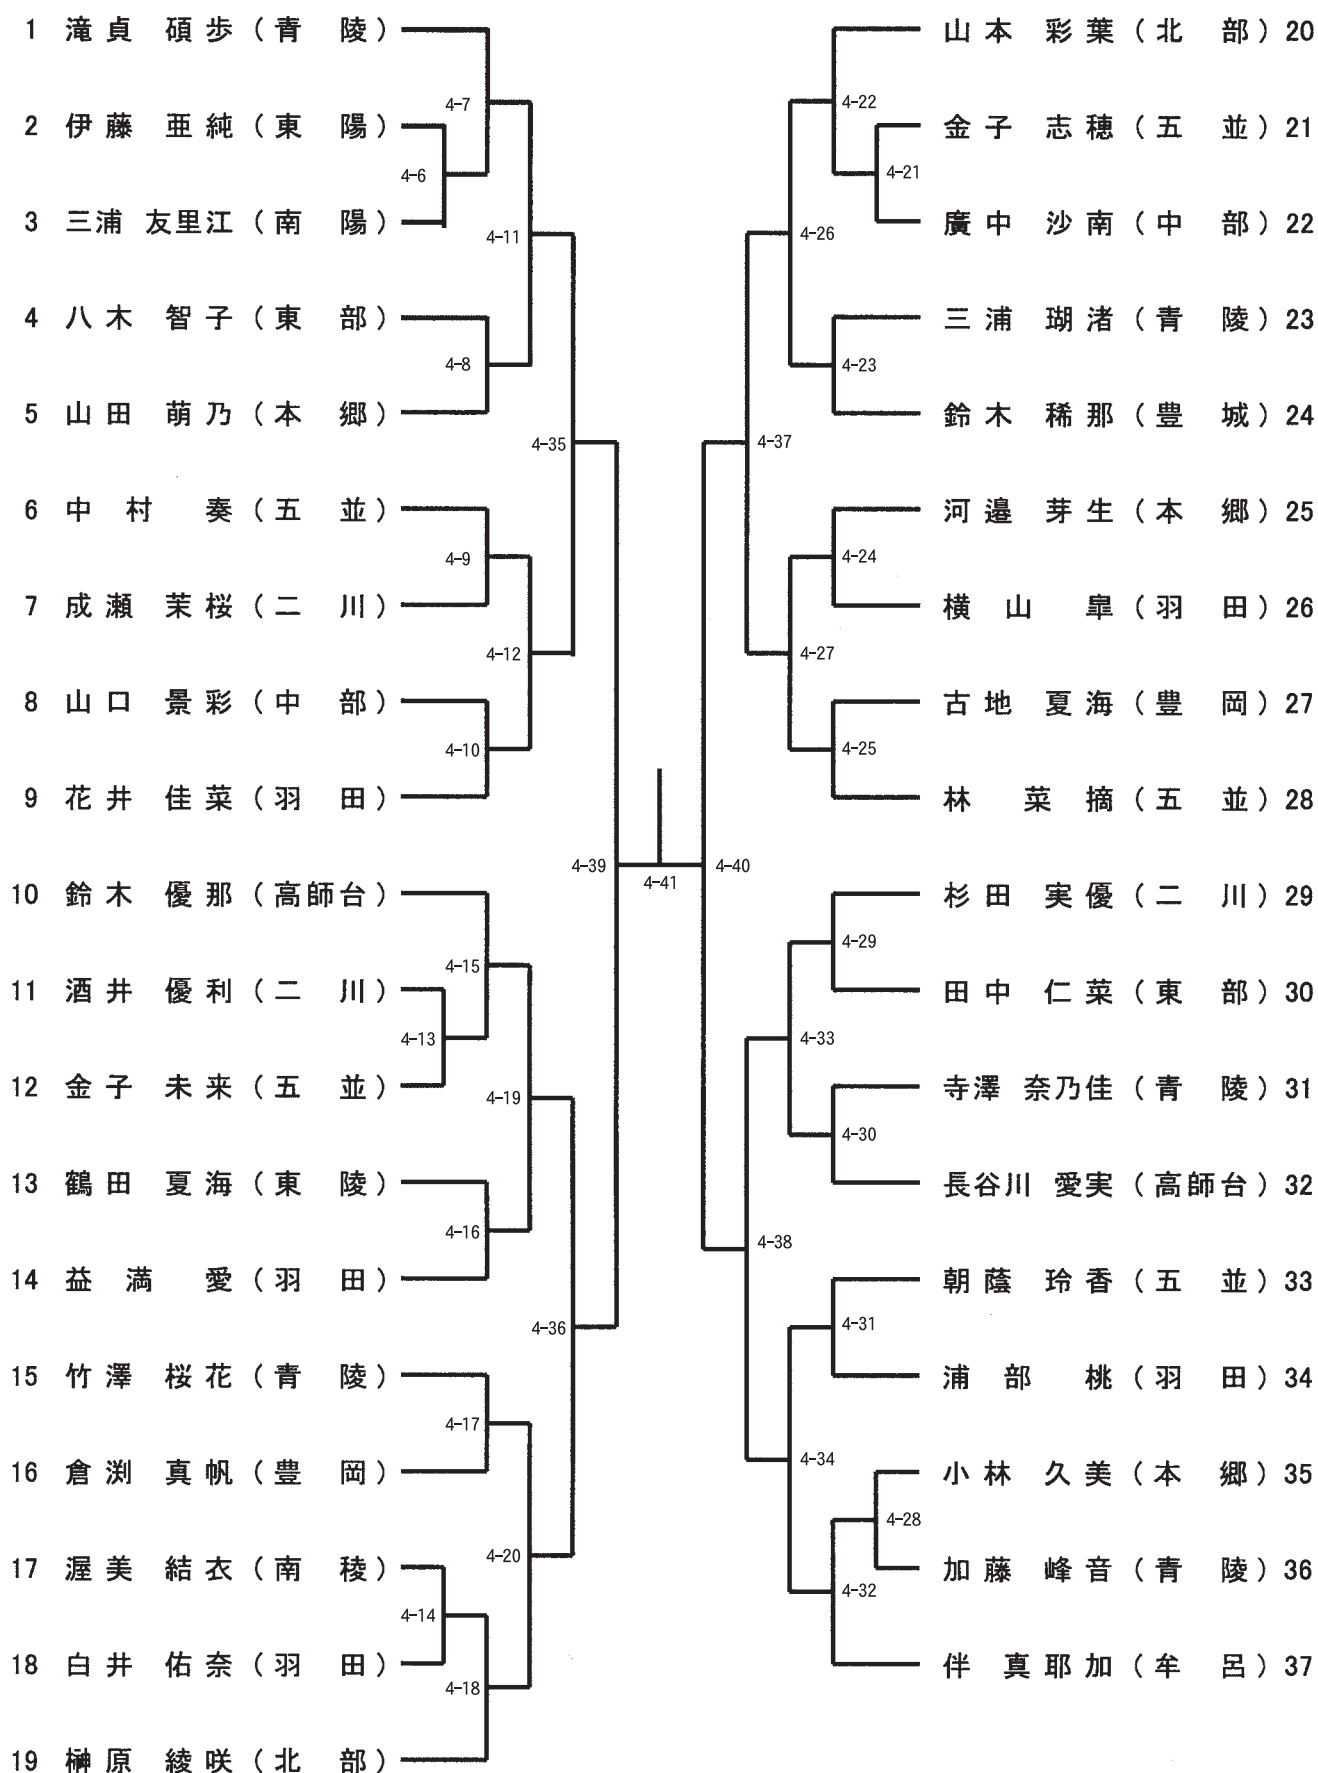 1 滝貞 碩歩(青 陵)
4-7
2 伊藤 亜純(東 陽)
4-6
3 三浦 友里江(南 陽)
4-11
4 八木 智子(東 部)
4-8
5 山田 萌乃(本 郷)
4-35
6 中村 奏(五 並)
4-9
7 成瀬 茉桜(二 川)
4-12
8 山口 景彩(中 部)
4-10
9 花井 佳菜(羽 田)
4-39
10 鈴木 優那(高師台)
4-15
11 酒井 優利(二 川)
4-13
12 金子 未来(五 並)
4-19
13 鶴田 夏海(東 陵)
4-16
14 益満 愛(羽 田)
4-36
15 竹澤 桜花(青 陵)
4-17
16 倉渕 真帆(豊 岡)
4-20
17 渥美 結衣(南 稜)
4-14
18 白井 佑奈(羽 田)
4-18
19 榊原 綾咲(北 部)
4-41
山本 彩葉(北 部)20
4-22
金子 志穂(五 並)21
4-21
廣中 沙南(中 部)22
4-26
三浦 瑚渚(青 陵)23
4-23
鈴木 稀那(豊 城)24
4-37
河邉 芽生(本 郷)25
4-24
横山 皐(羽 田)26
4-27
古地 夏海(豊 岡)27
4-25
林 菜摘(五 並)28
4-40
杉田 実優(二 川)29
4-29
田中 仁菜(東 部)30
4-33
寺澤 奈乃佳(青 陵)31
4-30
長谷川 愛実(高師台)32
4-38
朝蔭 玲香(五 並)33
4-31
浦部 桃(羽 田)34
4-34
小林 久美(本 郷)35
4-28
加藤 峰音(青 陵)36
4-32
伴 真耶加(牟 呂)37